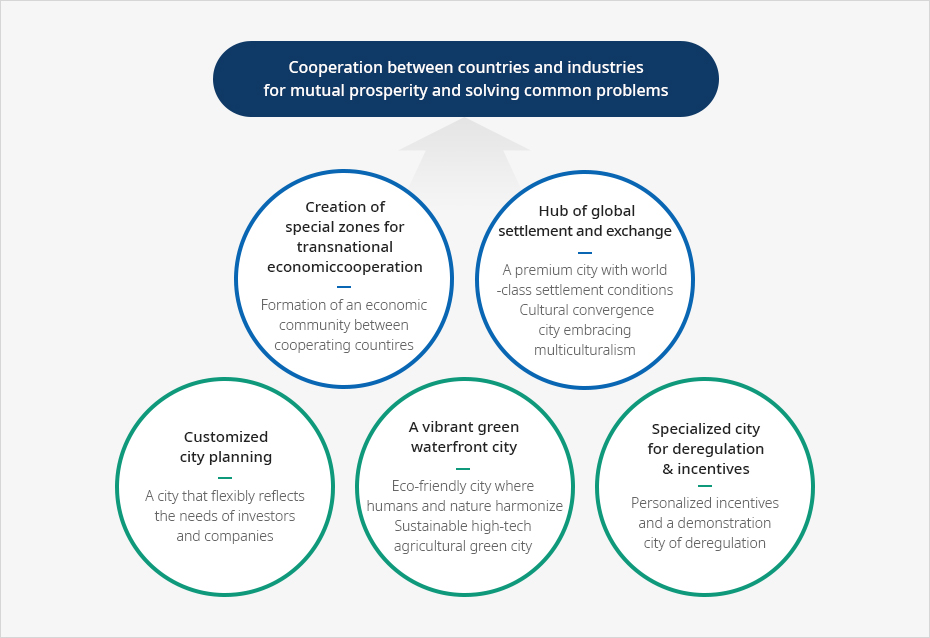 Cooperation between countries and industries
for mutual prosperity and solving common problems
Creation of
special zones for
transnational
economiccooperation
Formation of an economic
community between
cooperating countires
Hub of global
settlement and exchange
A premium city with world
-class settlement conditions
Cultural convergence
city embracing
multiculturalism
Customized
city planning
A city that flexibly reflects
the needs of investors
and companies
A vibrant green
waterfront city
Eco-friendly city where
humans and nature harmonize
Sustainable high-tech
agricultural green city
Specialized city
for deregulation
& incentives
Personalized incentives
and a demonstration
city of deregulation